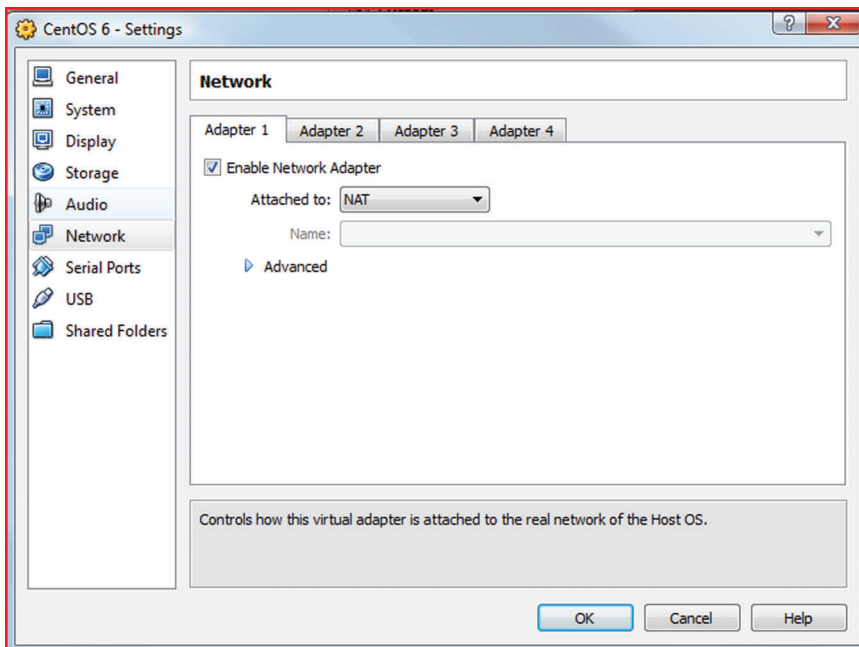 CentOS 6 - Settings
General
System
Display
Storage
Audio
Network
Serial Ports
USB
Shared Folders
Network
Adapter 1 Adapter 2 Adapter 3 Adapter 4
Enable Network Adapter
Attached to: NAT
Name:
Advanced
Controls how this virtual adapter is attached to the real network of the Host OS.
OK Cancel Help